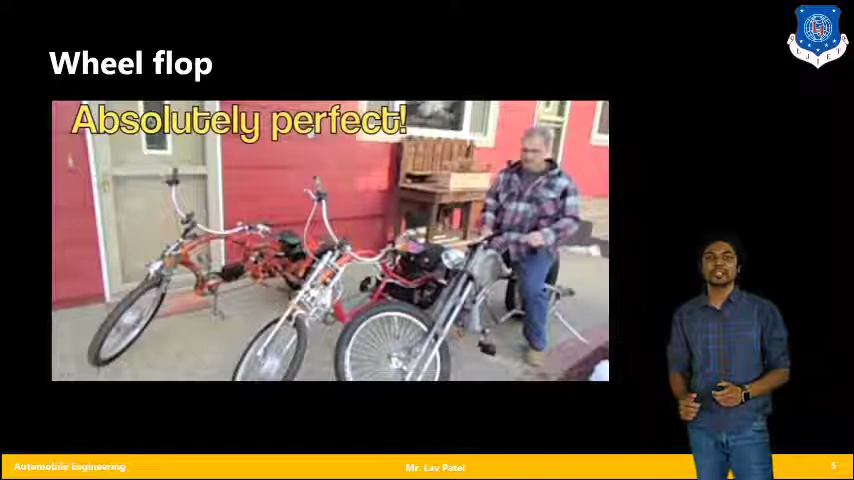 Wheel flop
Absolutely perfect!
Automobile Engineering
Mr. Lav Patel
5